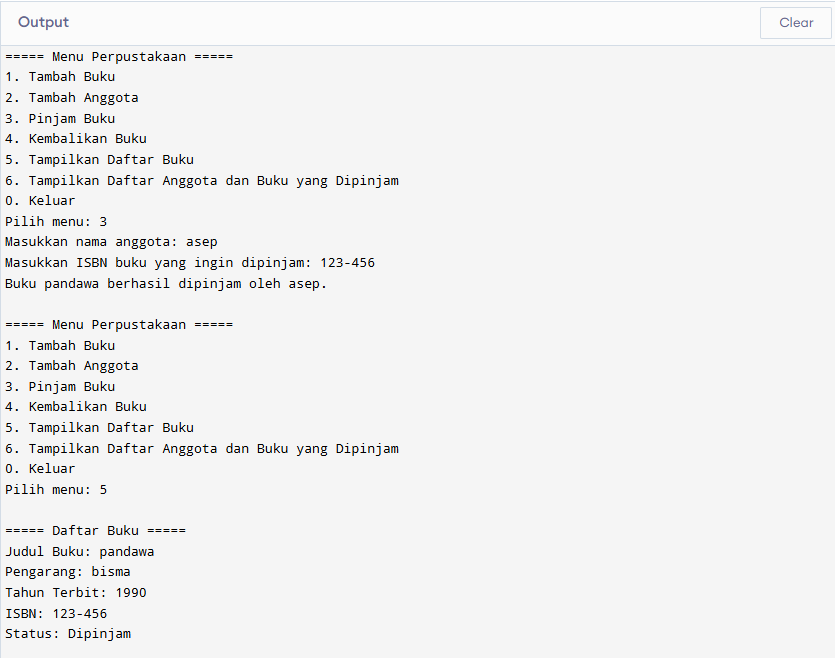 Output
Clear
===== Menu Perpustakaan =====
1. Tambah Buku
2. Tambah Anggota
3. Pinjam Buku
4. Kembalikan Buku
5. Tampilkan Daftar Buku
6. Tampilkan Daftar Anggota dan Buku yang Dipinjam
0. Keluar
Pilih menu: 3
Masukkan nama anggota: asep
Masukkan ISBN buku yang ingin dipinjam: 123-456
Buku pandawa berhasil dipinjam oleh asep.
===== Menu Perpustakaan =====
1. Tambah Buku
2. Tambah Anggota
3. Pinjam Buku
4. Kembalikan Buku
5. Tampilkan Daftar Buku
6. Tampilkan Daftar Anggota dan Buku yang Dipinjam
0. Keluar
Pilih menu: 5
===== Daftar Buku =====
Judul Buku: pandawa
Pengarang: bisma
Tahun Terbit: 1990
ISBN: 123-456
Status: Dipinjam